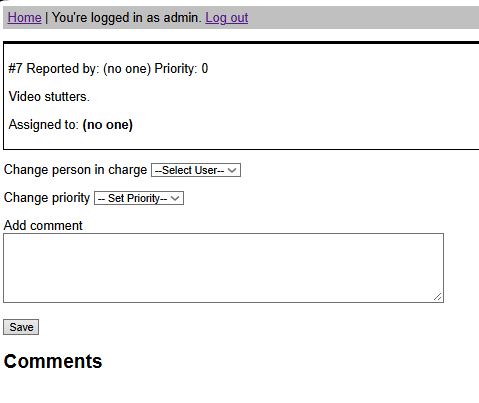 Home | You're logged in as admin. Log out
#7 Reported by: (no one) Priority: 0
Video stutters.
Assigned to: (no one)
Change person in charge --Select User--
Change priority -- Set Priority--
Add comment
Save
Comments